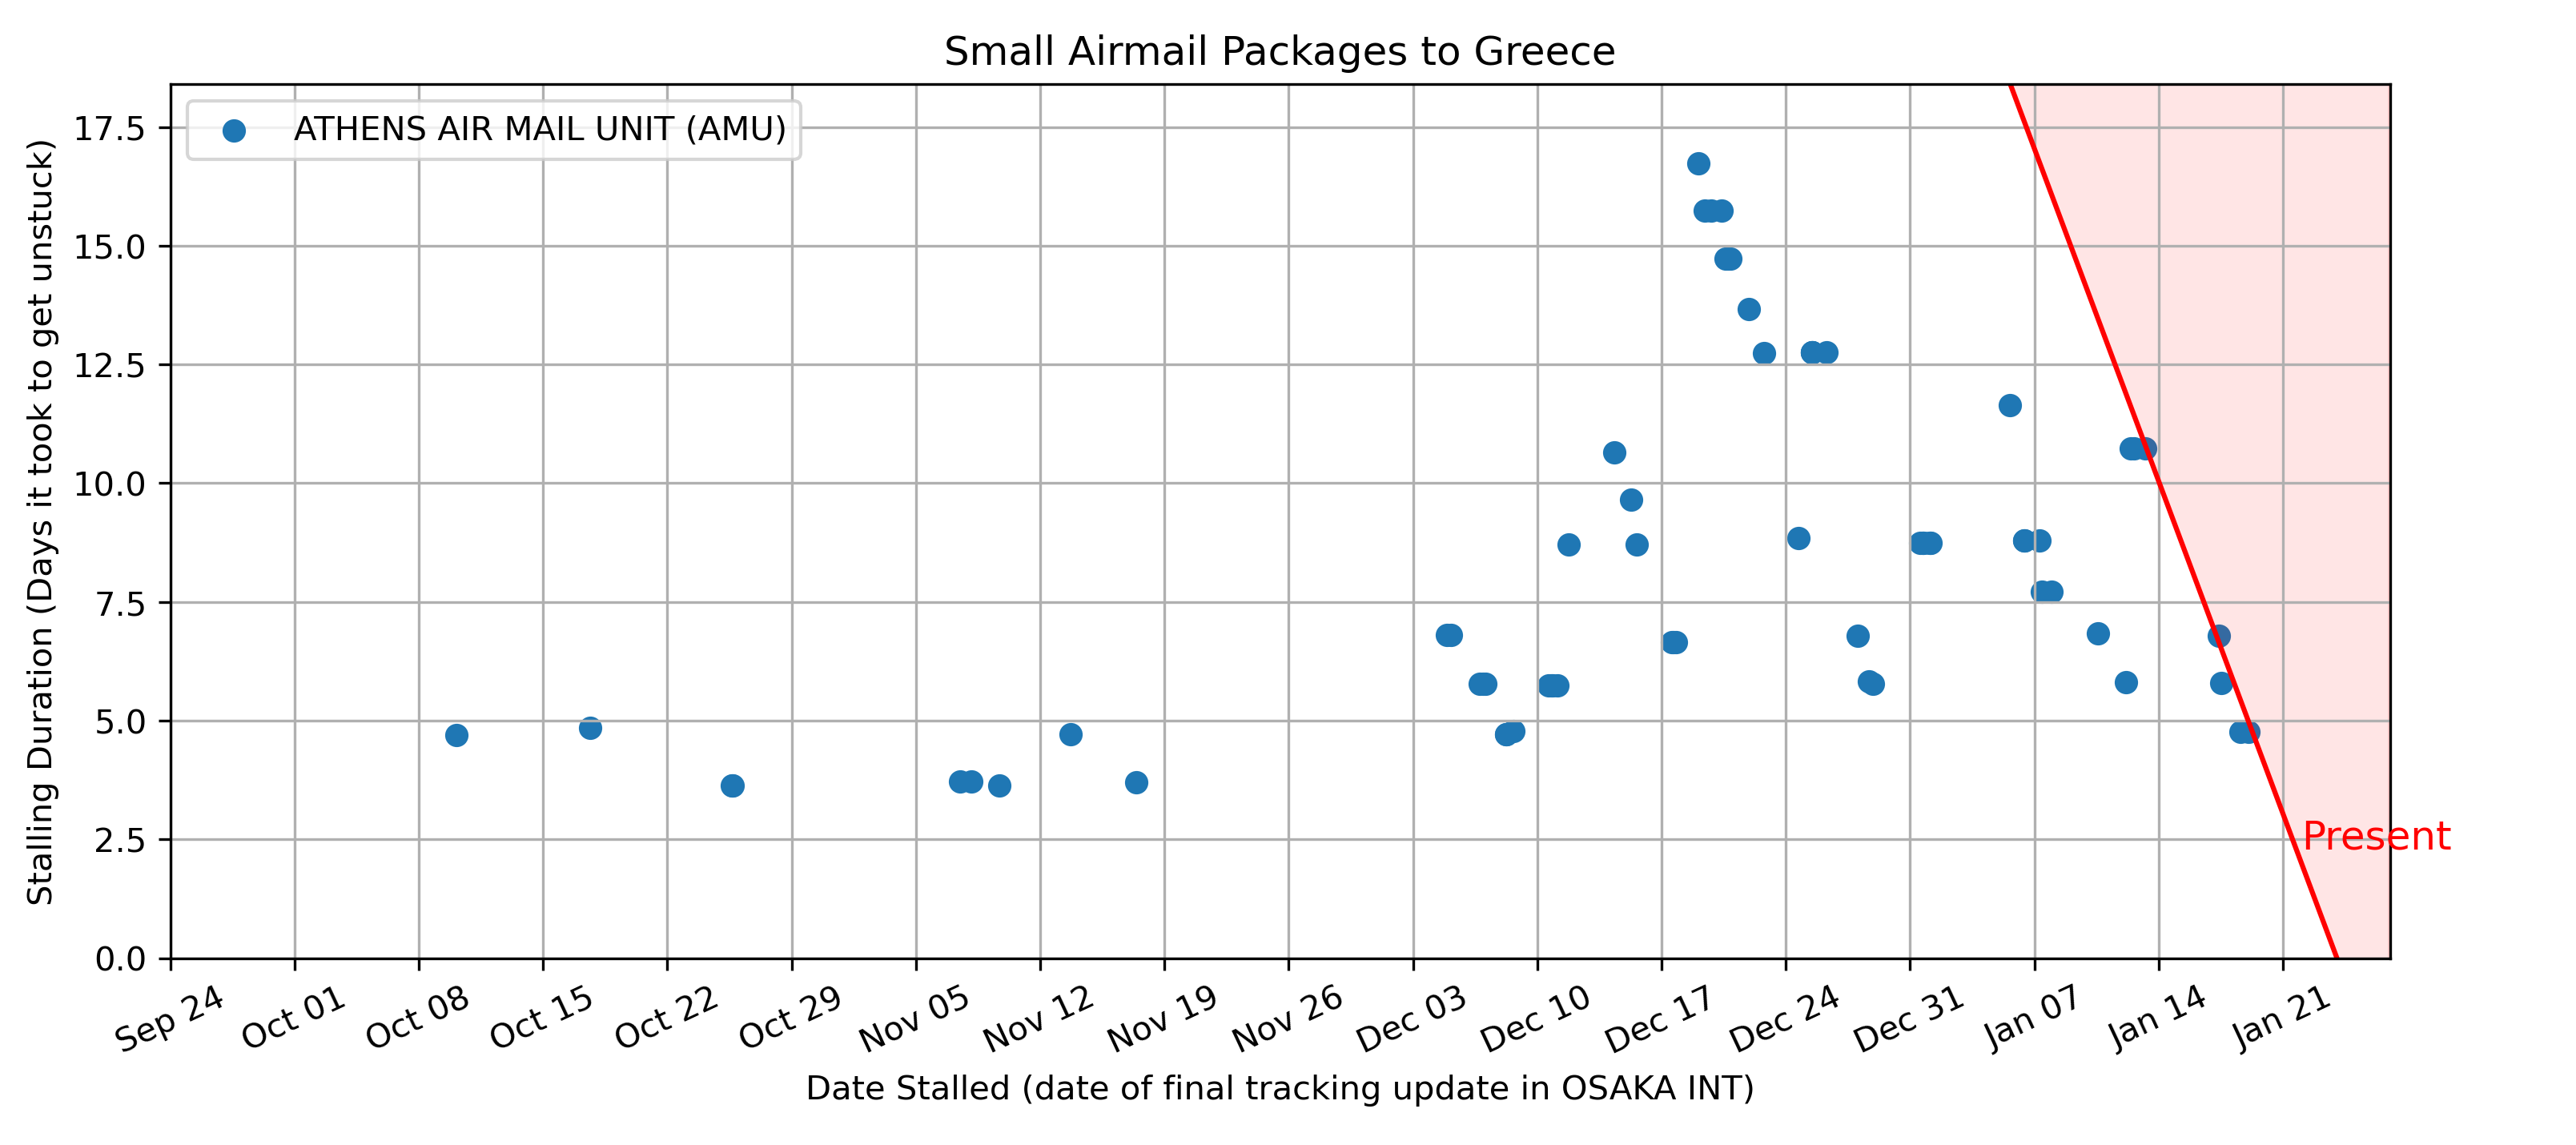 Small Airmail Packages to Greece
ATHENS AIR MAIL UNIT (AMU)
Stalling Duration (Days it took to get unstuck)
17.5
15.0
12.5
10.0
7.5
5.0
2.5
0.0
Present
Sep 24
Oct 01
Oct 08
Oct 15
Oct 22
Oct 29
Nov 05
Nov 12
Nov 19
Nov 26
Dec 03
Dec 10
Dec 17
Dec 24
Dec 31
Jan 07
Jan 14
Jan 21
Date Stalled (date of final tracking update in OSAKA INT)